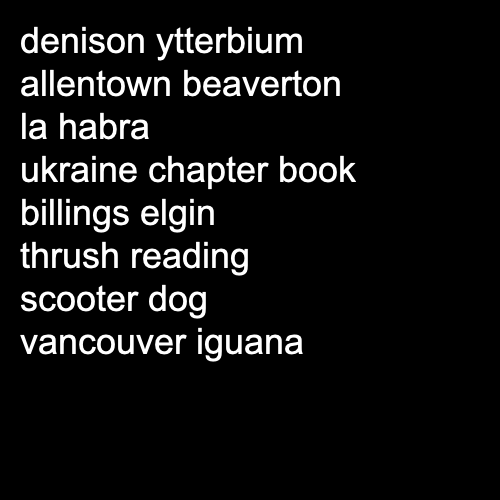 denison ytterbium
allentown beaverton
la habra
ukraine chapter book
billings elgin
thrush reading
scooter dog
vancouver iguana